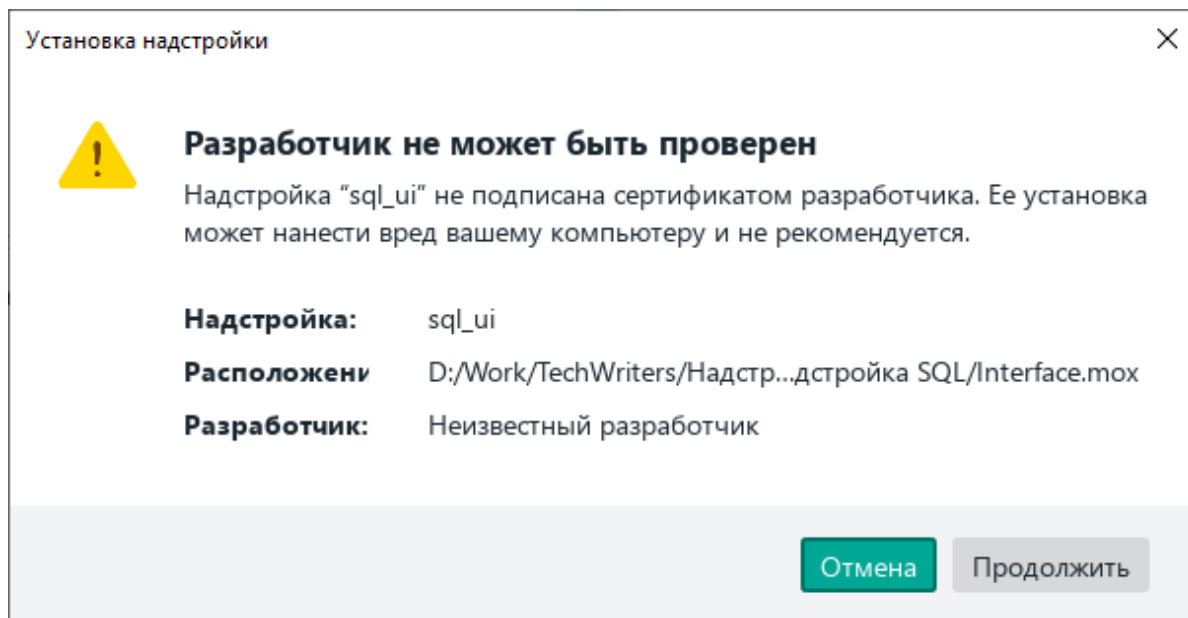 Установка надстройки
Разработчик не может быть проверен
Надстройка “sql_ui” не подписана сертификатом разработчика. Ее установка
может нанести вред вашему компьютеру и не рекомендуется.
Надстройка: sql_ui
Расположени D:/Work/TechWriters/Надстр...дстройка SQL/Interface.mox
Разработчик: Неизвестный разработчик
Отмена Продолжить